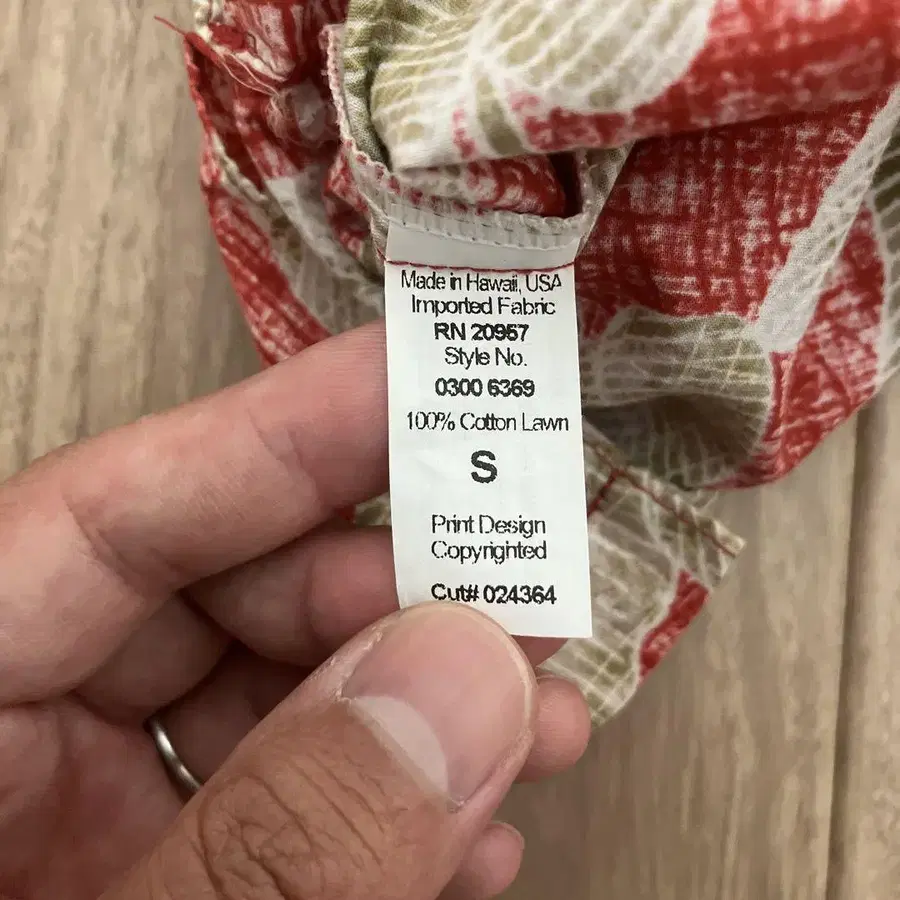 Made in Hawaii, USA
Imported Fabric
RN 20957
Style No.
0300 6369
100% Cotton Lawn
S
Print Design
Copyrighted
Cut# 024364